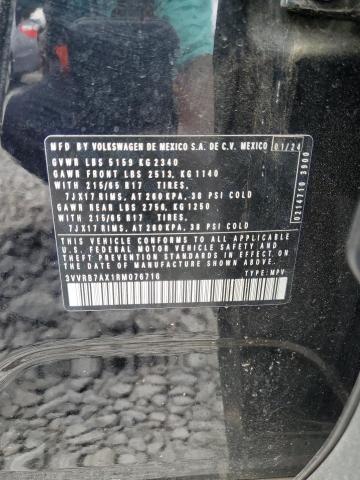 MFD BY VOLKSWAGEN DE MEXICO S.A. DE C.V. MEXICO 01/24
GVWR LBS 5159 KG 2340
GAWR FRONT LBS 2513, KG 1140
WITH 215/65 R17 TIRES,
7JX17 RIMS, AT 260 KPA, 38 PSI COLD
GAWR REAR LBS 2756, KG 1250
WITH 215/65 R17 TIRES,
7JX17 RIMS, AT 260 KPA, 38 PSI COLD
THIS VEHICLE CONFORMS TO ALL APPLICABLE
U.S. FEDERAL MOTOR VEHICLE SAFETY AND
THEFT PREVENTION STANDARDS IN EFFECT ON
THE DATE OF MANUFACTURE SHOWN ABOVE.
3VVRB7AX1RM076716 TYPE: MPV
0214710 3900